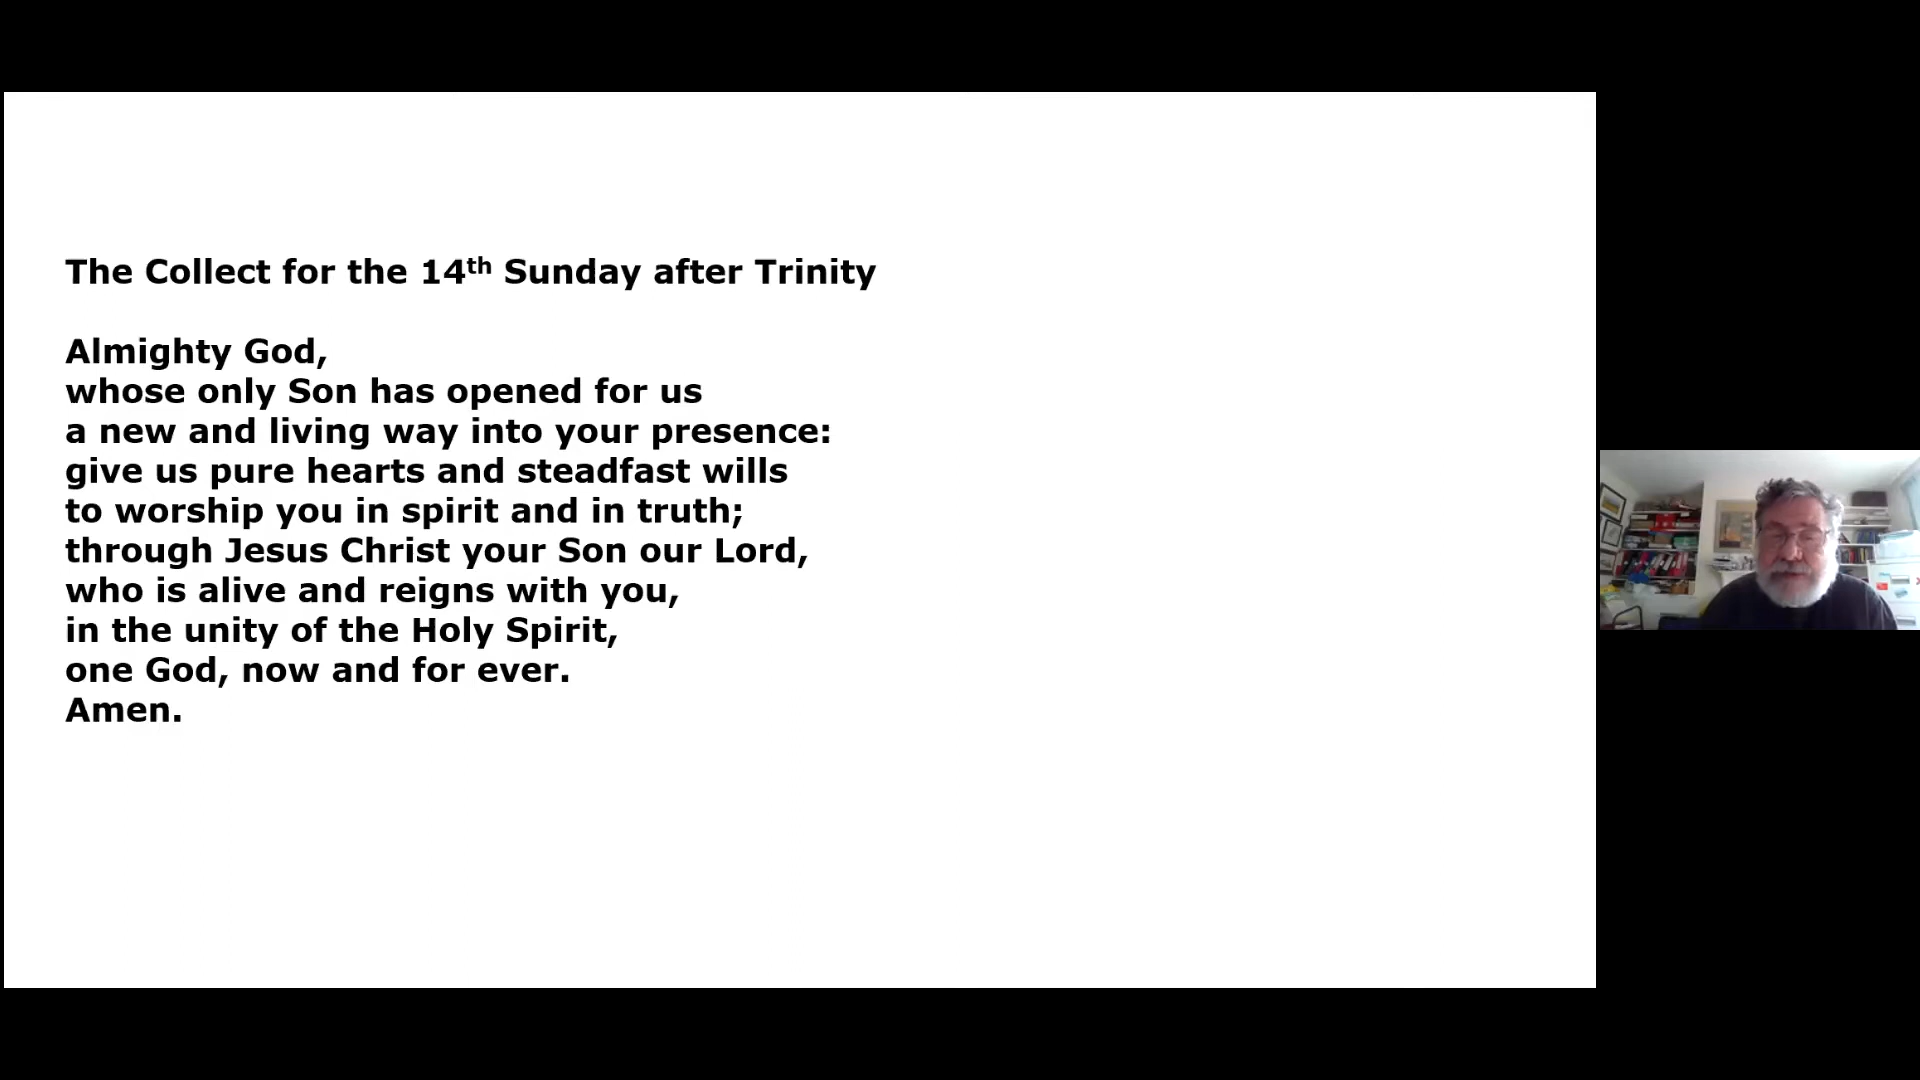 The Collect for the 14th Sunday after Trinity
Almighty God,
whose only Son has opened for us
a new and living way into your presence:
give us pure hearts and steadfast wills
to worship you in spirit and in truth;
through Jesus Christ your Son our Lord,
who is alive and reigns with you,
in the unity of the Holy Spirit,
one God, now and for ever.
Amen.